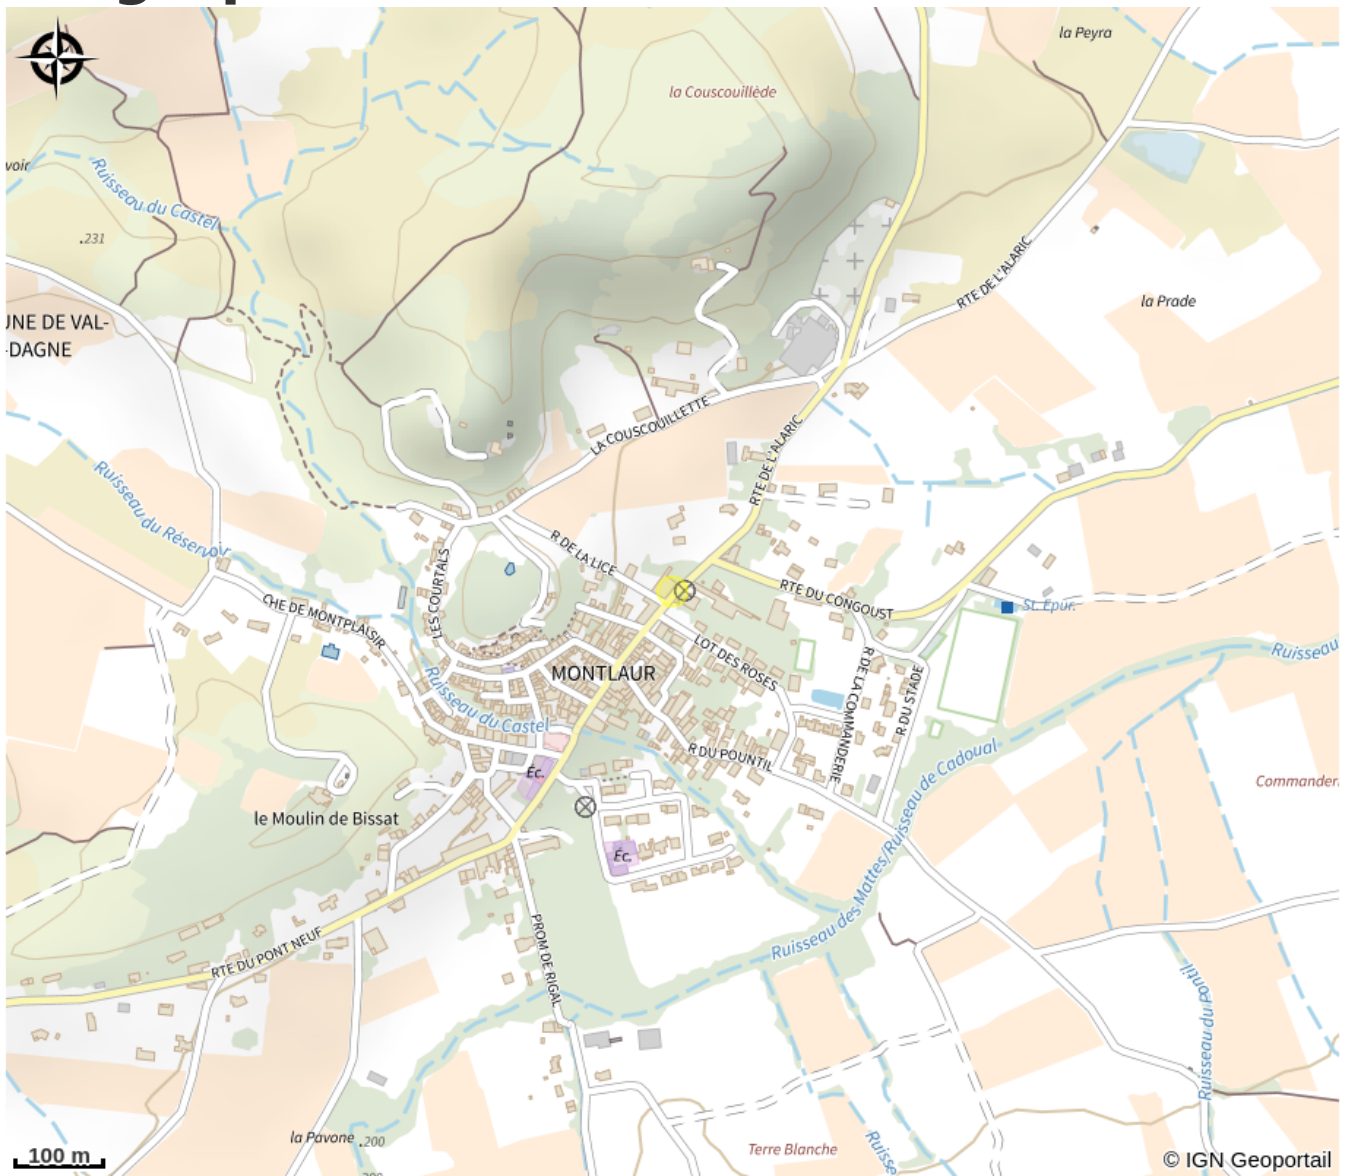 la Peyra
la Couscouillède
voir
Ruisseau du Castel
.231
RTE DE L'ALARIC
la Prade
UNE DE VAL-
-DAGNE
LA COUSCOUILLETTE
RTE DE L'ALARIC
Ruisseau du Réservoir
R DE LA LICE
LES COURTALS
RTE DU CONGOUST
St. Épur.
CHE DE MONTPLAISIR
LOT DES ROSES
MONTLAUR
R DE LA COMMANDERIE
R DU STADE
Ruisseau
Ruisseau du Castel
R DU POUNTIL
Éc.
Commander
le Moulin de Bissat
Éc.
Ruisseau des Mattes/Ruisseau de Cadoual
RTE DU PONT NEUF
PROM DE RIGAL
Ruisseau du Pontil
la Pavone
.200
Terre Blanche
Ruisse
100 m
© IGN Geoportail